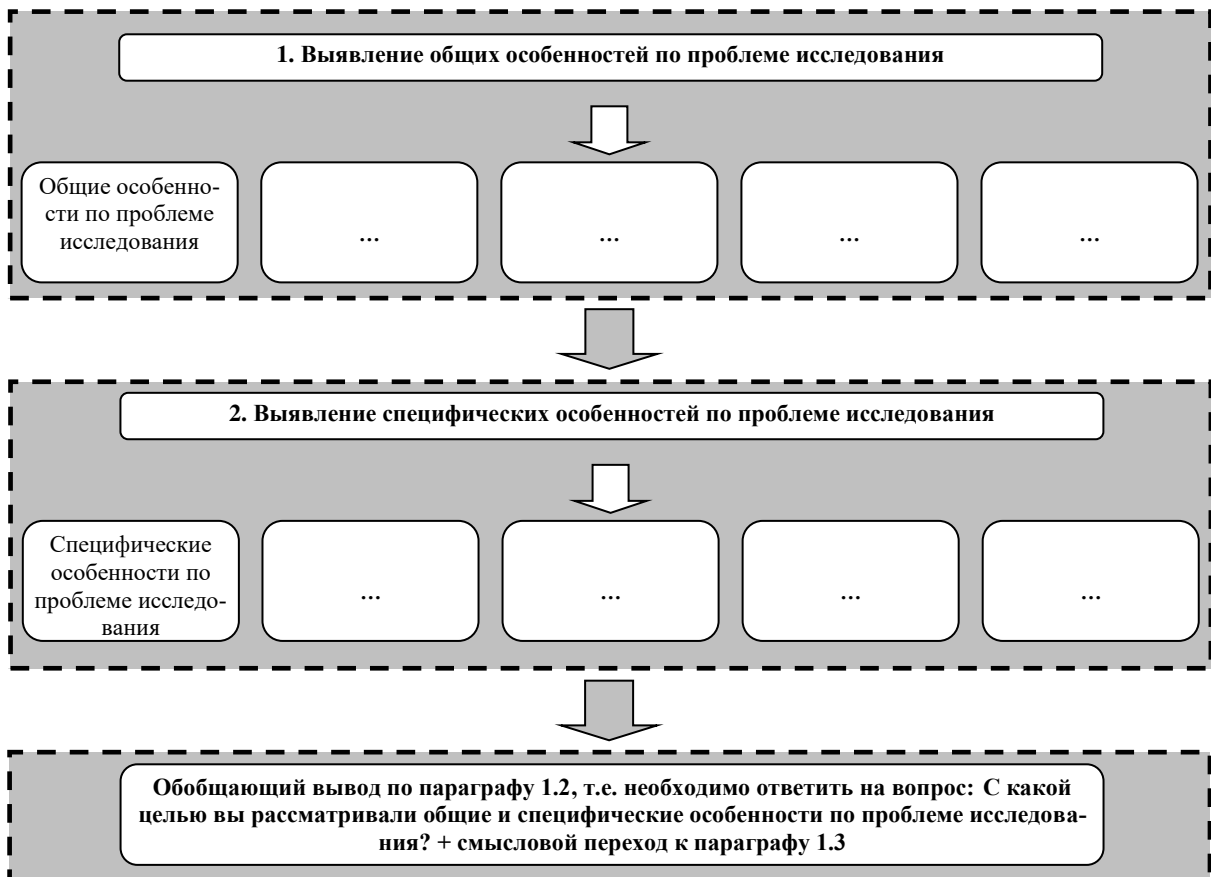 1. Выявление общих особенностей по проблеме исследования
Общие особенно-
сти по проблеме
исследования
...
...
...
...
2. Выявление специфических особенностей по проблеме исследования
Специфические
особенности по
проблеме исследо-
вания
...
...
...
...
Обобщающий вывод по параграфу 1.2, т.е. необходимо ответить на вопрос: С какой
целью вы рассматривали общие и специфические особенности по проблеме исследова-
ния? + смысловой переход к параграфу 1.3